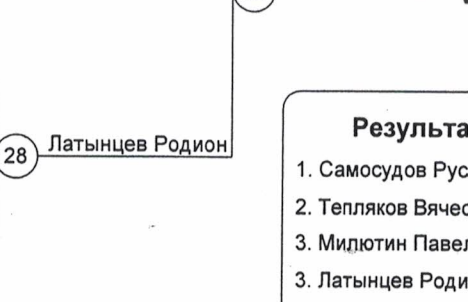 28 Латынцев Родион
Результа
1. Самосудов Рус
2. Тепляков Вячес
3. Милютин Павел
3. Латынцев Роди